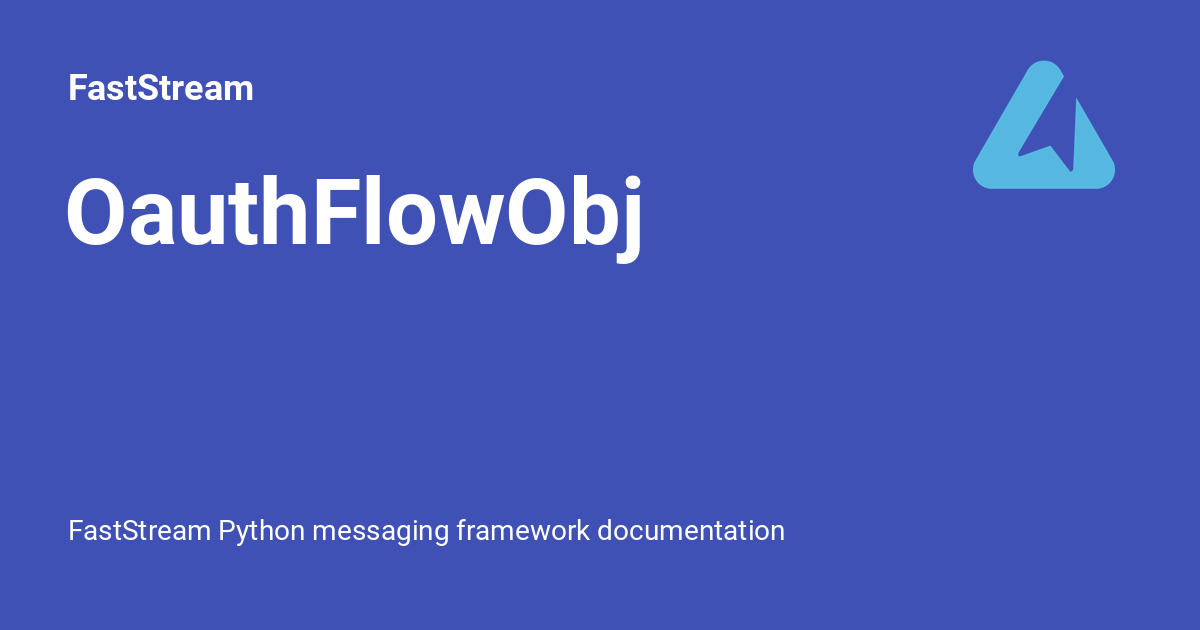 FastStream
OauthFlowObj
FastStream Python messaging framework documentation